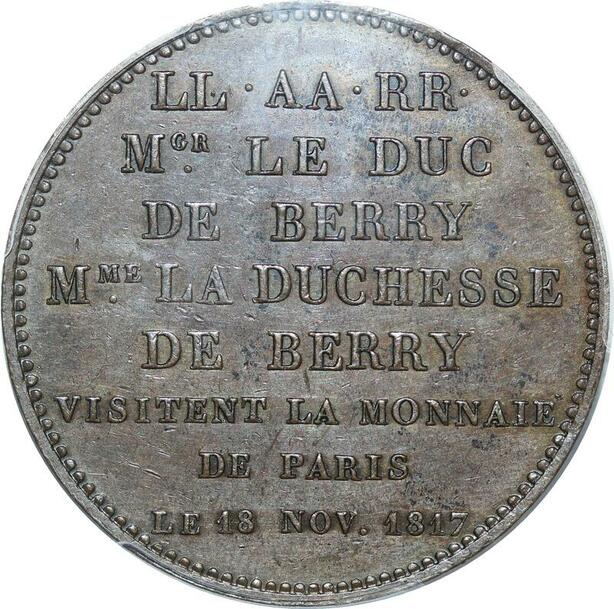 LL · AA · RR ·
MGR. LE DUC
DE BERRY
MME. LA DUCHESSE
DE BERRY
VISITENT LA MONNAIE
DE PARIS
LE 18 NOV. 1817